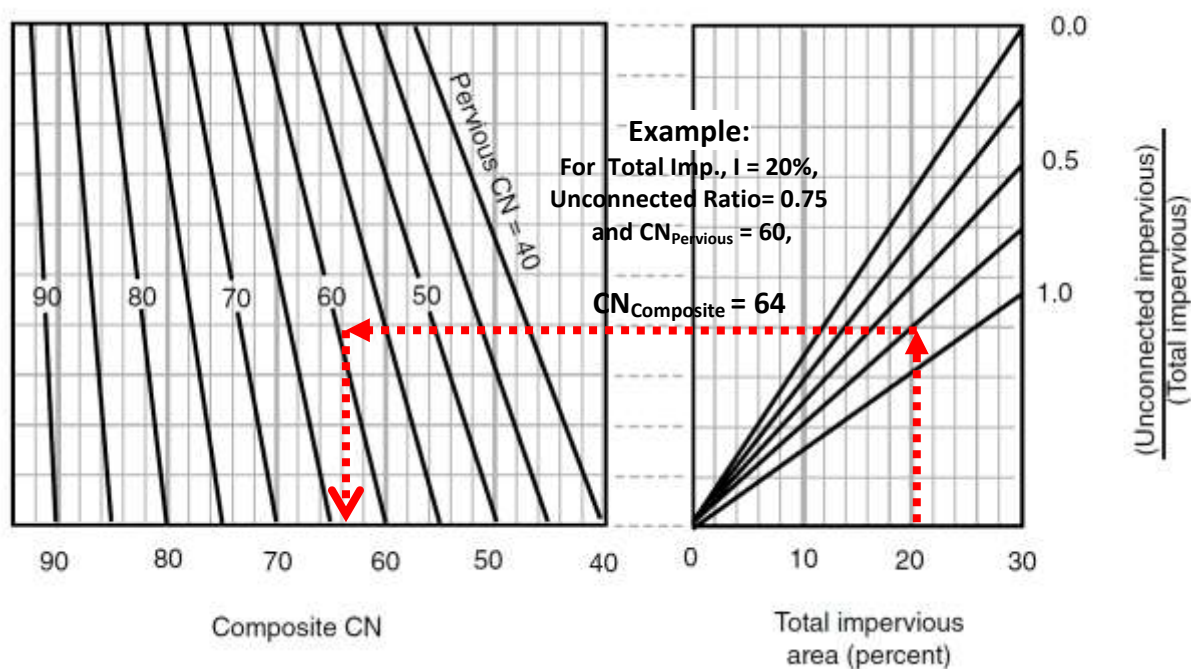 Pervious CN = 40
90
80
70
60
50
Example:
For Total Imp., I = 20%,
Unconnected Ratio= 0.75
and CNPervious = 60,
CNComposite = 64
0.0
0.5
1.0
(Unconnected impervious)
(Total impervious)
90
80
70
60
50
40
Composite CN
0
10
20
30
Total impervious
area (percent)